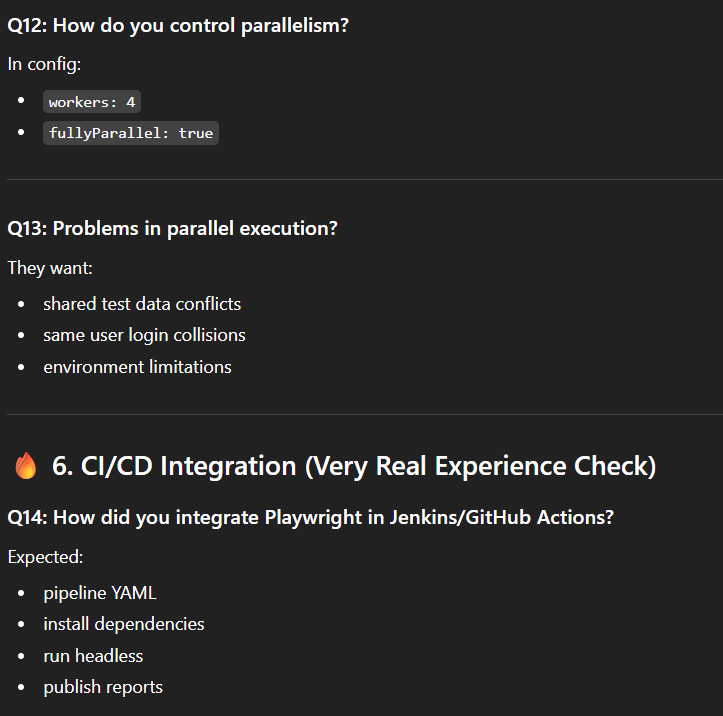 Q12: How do you control parallelism?
In config:
• workers: 4
• fullyParallel: true
Q13: Problems in parallel execution?
They want:
• shared test data conflicts
• same user login collisions
• environment limitations
🔥 6. CI/CD Integration (Very Real Experience Check)
Q14: How did you integrate Playwright in Jenkins/GitHub Actions?
Expected:
• pipeline YAML
• install dependencies
• run headless
• publish reports